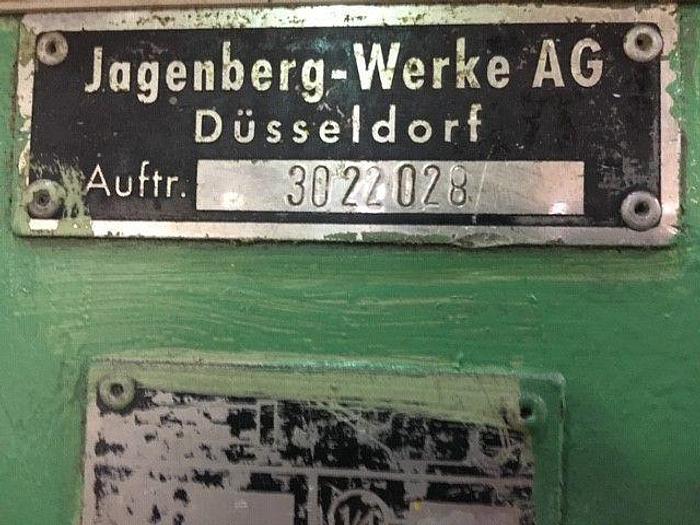 Jagenberg-Werke AG
Düsseldorf
Auftr. 3022028